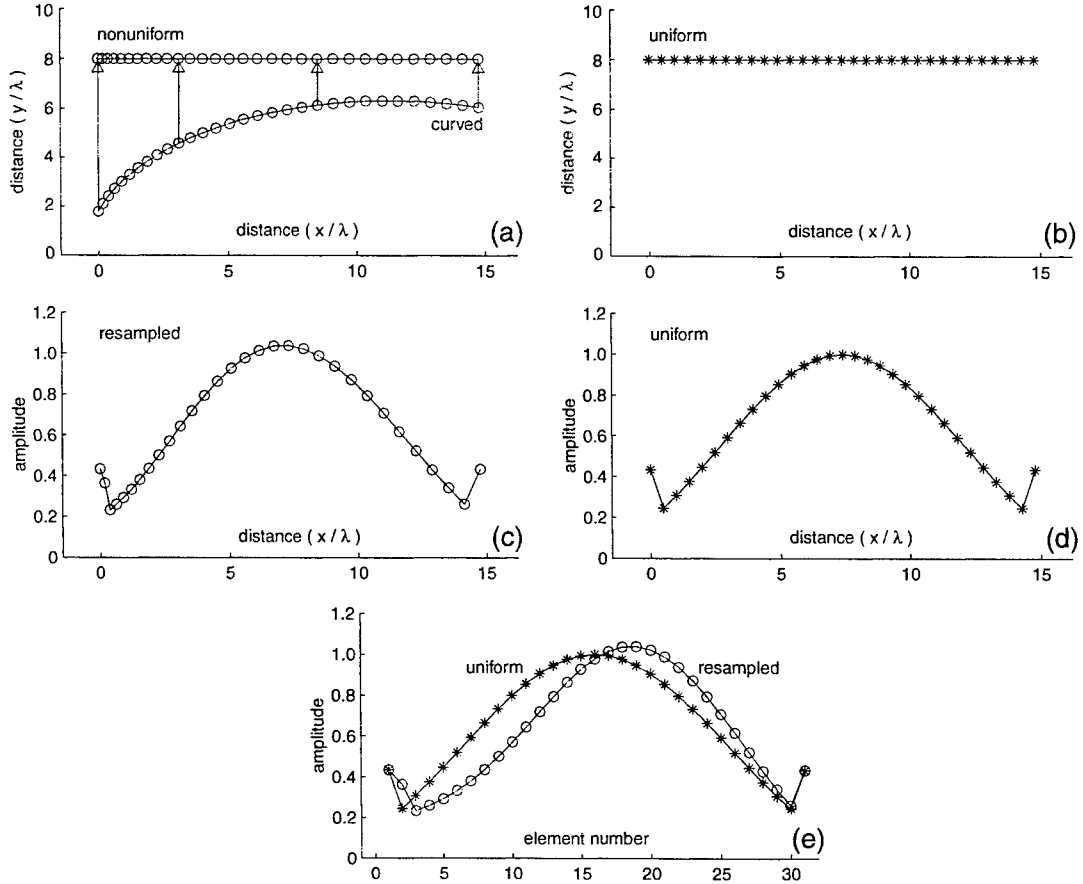 10
8
6
4
2
0
distance ( y / λ )
nonuniform
curved
distance ( x / λ )
(a)
0 5 10 15
10
8
6
4
2
0
distance ( y / λ )
uniform
distance ( x / λ )
(b)
0 5 10 15
1.2
1.0
0.8
0.6
0.4
0.2
0
amplitude
resampled
distance ( x / λ )
(c)
0 5 10 15
1.2
1.0
0.8
0.6
0.4
0.2
0
amplitude
uniform
distance ( x / λ )
(d)
0 5 10 15
1.2
1.0
0.8
0.6
0.4
0.2
0
amplitude
uniform
resampled
element number
(e)
0 5 10 15 20 25 30